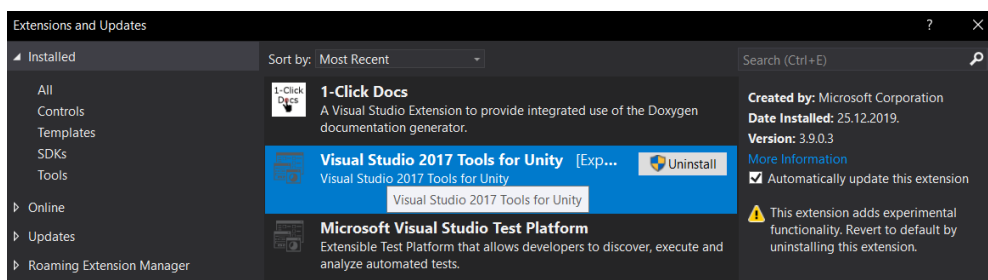 Extensions and Updates
?
Installed
Sort by: Most Recent
Search (Ctrl+E)
All
Controls
Templates
SDKs
Tools
Online
Updates
Roaming Extension Manager
1-Click
Docs
1-Click Docs
A Visual Studio Extension to provide integrated use of the Doxygen
documentation generator.
Visual Studio 2017 Tools for Unity [Exp...
Uninstall
Visual Studio 2017 Tools for Unity
Visual Studio 2017 Tools for Unity
Microsoft Visual Studio Test Platform
Extensible Test Platform that allows developers to discover, execute and
analyze automated tests.
Created by: Microsoft Corporation
Date Installed: 25.12.2019.
Version: 3.9.0.3
More Information
Automatically update this extension
This extension adds experimental
functionality. Revert to default by
uninstalling this extension.